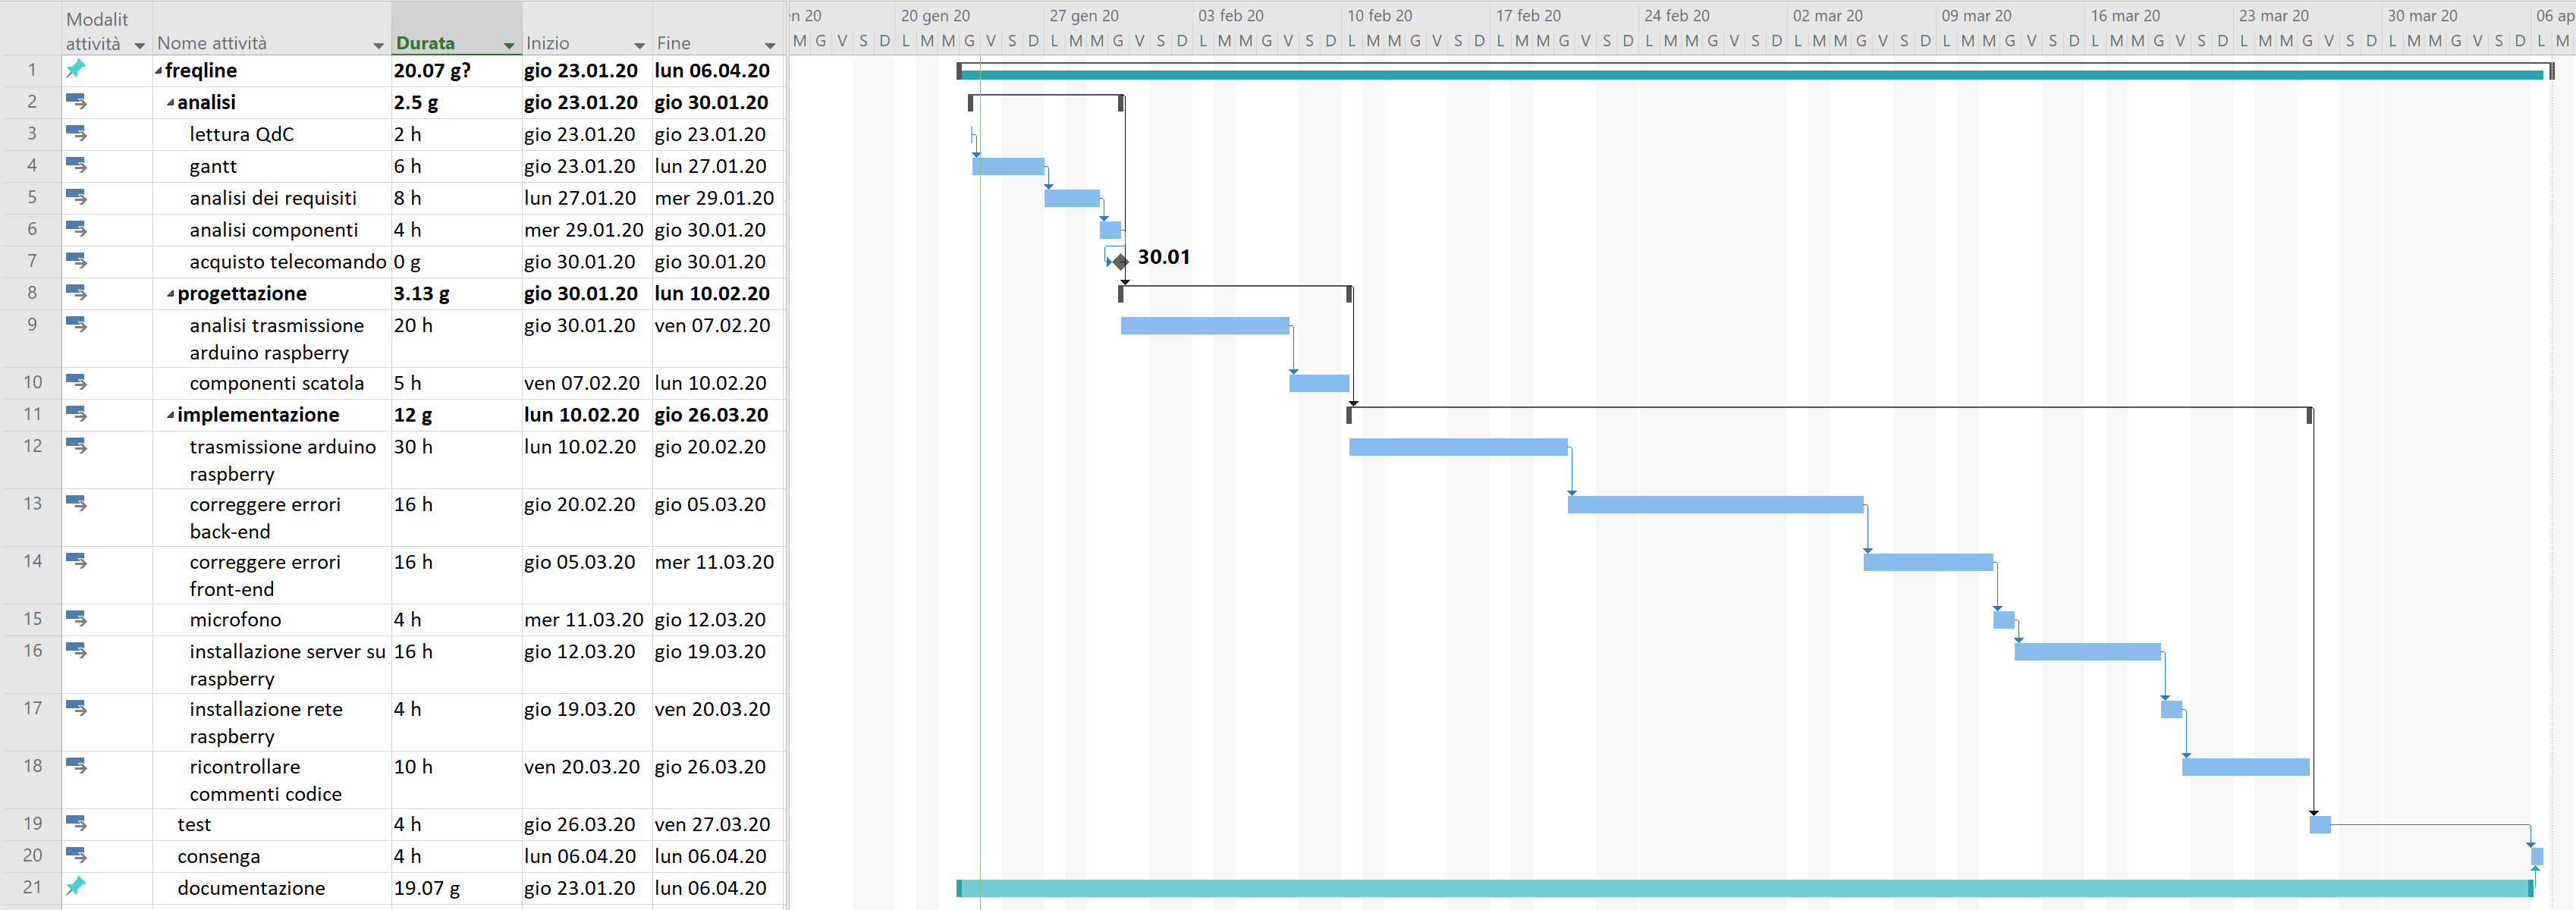 Modalit
attività Nome attività Durata Inizio Fine
en 20 20 gen 20 27 gen 20 03 feb 20 10 feb 20 17 feb 20 24 feb 20 02 mar 20 09 mar 20 16 mar 20 23 mar 20 30 mar 20 06 ap
M G V S D L M M G V S D L M M G V S D L M M G V S D L M M G V S D L M M G V S D L M M G V S D L M M G V S D L M M G V S D L M M G V S D L M M G V S D L M M G V S D L M
1 freqline 20.07 g? gio 23.01.20 lun 06.04.20
2 analisi 2.5 g gio 23.01.20 gio 30.01.20
3 lettura QdC 2 h gio 23.01.20 gio 23.01.20
4 gantt 6 h gio 23.01.20 lun 27.01.20
5 analisi dei requisiti 8 h lun 27.01.20 mer 29.01.20
6 analisi componenti 4 h mer 29.01.20 gio 30.01.20
7 acquisto telecomando 0 g gio 30.01.20 gio 30.01.20 30.01
8 progettazione 3.13 g gio 30.01.20 lun 10.02.20
9 analisi trasmissione 20 h gio 30.01.20 ven 07.02.20
arduino raspberry
10 componenti scatola 5 h ven 07.02.20 lun 10.02.20
11 implementazione 12 g lun 10.02.20 gio 26.03.20
12 trasmissione arduino 30 h lun 10.02.20 gio 20.02.20
raspberry
13 correggere errori 16 h gio 20.02.20 gio 05.03.20
back-end
14 correggere errori 16 h gio 05.03.20 mer 11.03.20
front-end
15 microfono 4 h mer 11.03.20 gio 12.03.20
16 installazione server su 16 h gio 12.03.20 gio 19.03.20
raspberry
17 installazione rete 4 h gio 19.03.20 ven 20.03.20
raspberry
18 ricontrollare 10 h ven 20.03.20 gio 26.03.20
commenti codice
19 test 4 h gio 26.03.20 ven 27.03.20
20 consenga 4 h lun 06.04.20 lun 06.04.20
21 documentazione 19.07 g gio 23.01.20 lun 06.04.20